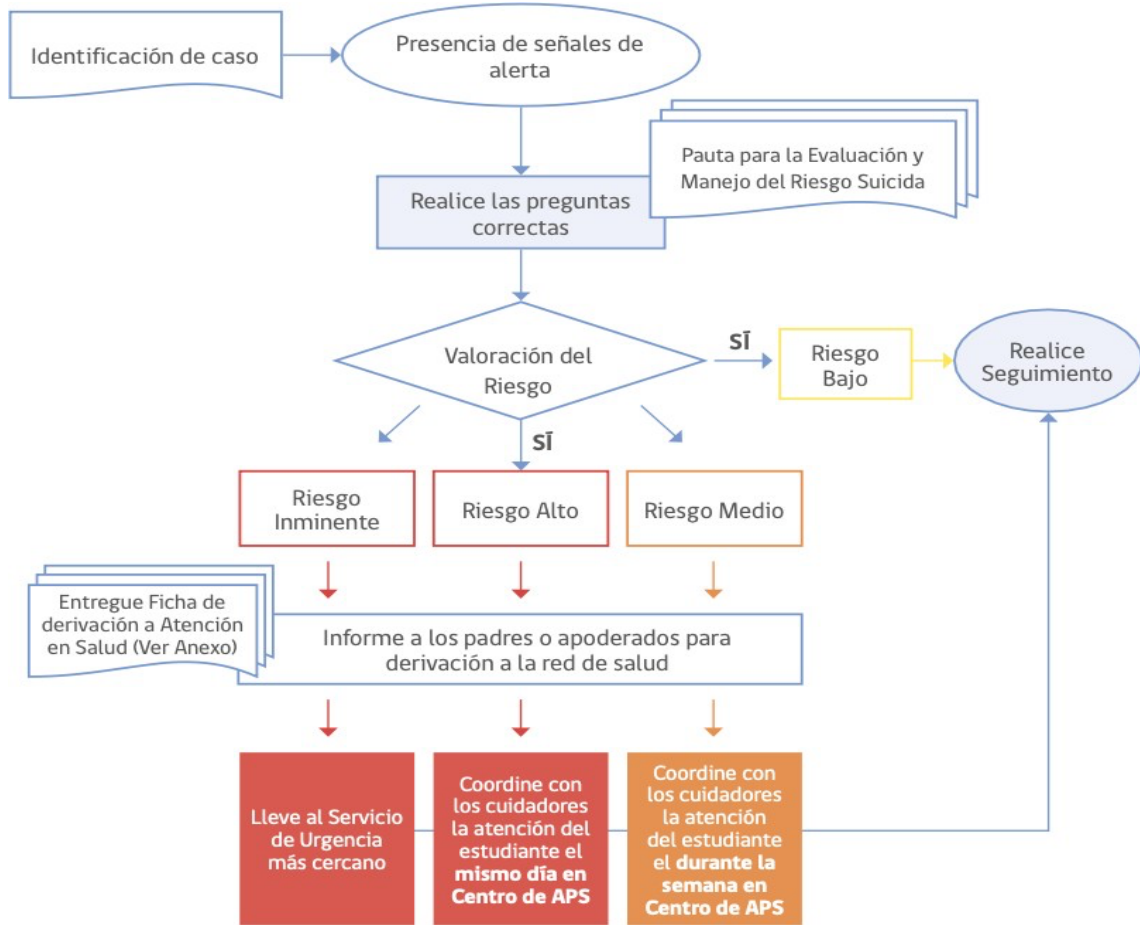 Identificación de caso
Presencia de señales de
alerta
Pauta para la Evaluación y
Manejo del Riesgo Suicida
Realice las preguntas
correctas
Valoración del
Riesgo
SÍ
Riesgo
Bajo
Realice
Seguimiento
SÍ
Riesgo
Inminente
Riesgo Alto
Riesgo Medio
Entregue Ficha de
derivación a Atención
en Salud (Ver Anexo)
Informe a los padres o apoderados para
derivación a la red de salud
Lleve al Servicio
de Urgencia
más cercano
Coordine con
los cuidadores
la atención del
estudiante el
mismo día en
Centro de APS
Coordine con
los cuidadores
la atención
del estudiante
el durante la
semana en
Centro de APS